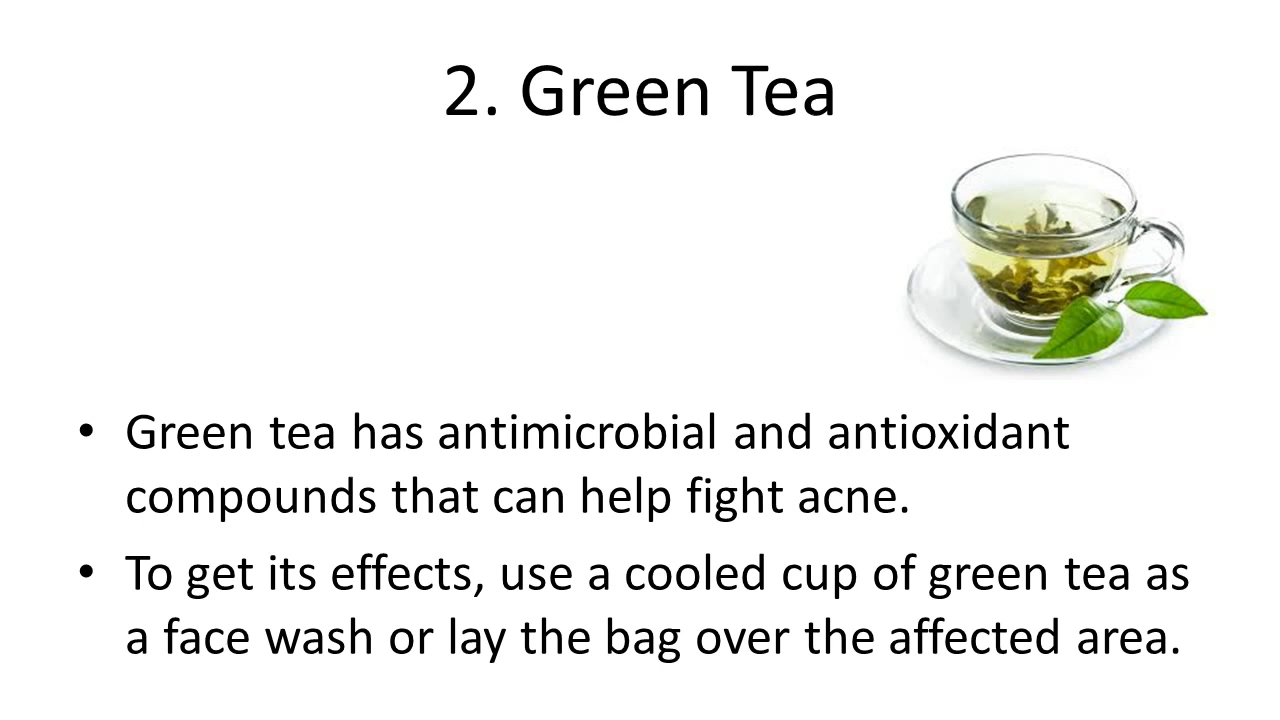 2. Green Tea
• Green tea has antimicrobial and antioxidant
compounds that can help fight acne.
• To get its effects, use a cooled cup of green tea as
a face wash or lay the bag over the affected area.